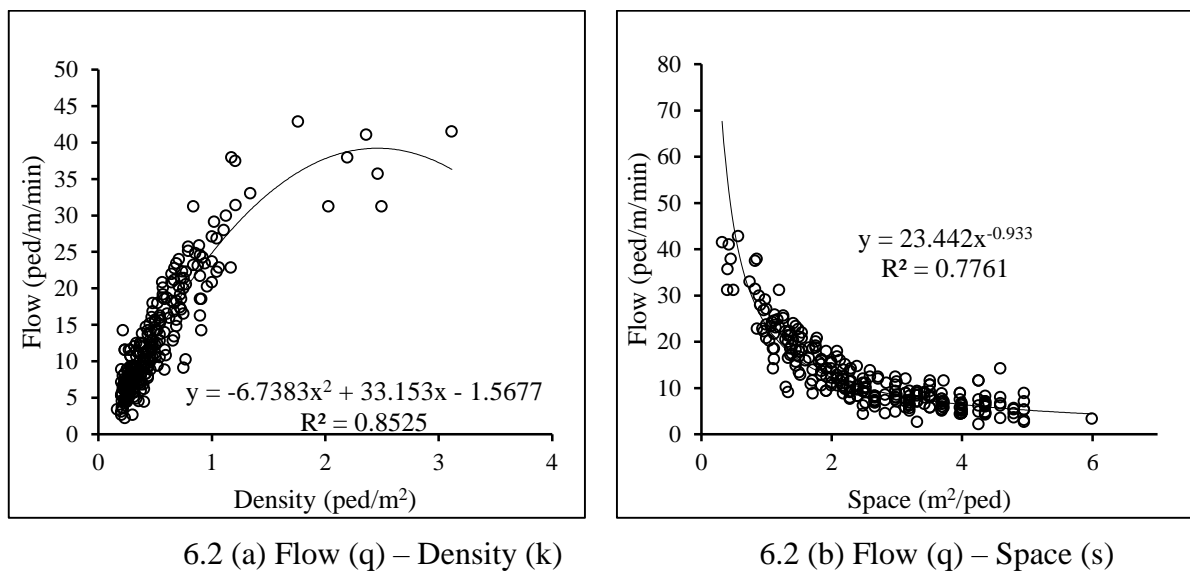 50
45
40
35
30
25
20
15
10
5
0
Flow (ped/m/min)
y = -6.7383x² + 33.153x - 1.5677
R² = 0.8525
0 1 2 3 4
Density (ped/m²)
6.2 (a) Flow (q) – Density (k)
80
70
60
50
40
30
20
10
0
Flow (ped/m/min)
y = 23.442x⁻⁰·⁹³³
R² = 0.7761
0 2 4 6
Space (m²/ped)
6.2 (b) Flow (q) – Space (s)